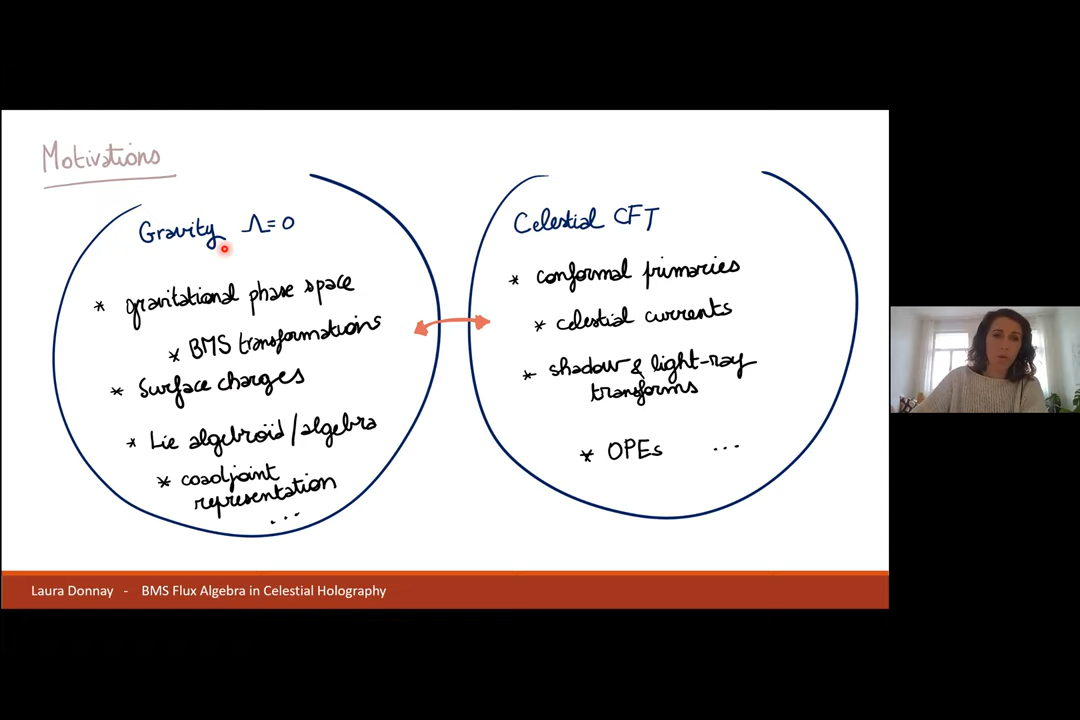 Motivations
Gravity Λ=0
* gravitational phase space
* BMS transformations
* Surface charges
* Lie algebroïd/algebra
* coadjoint
representation
...
Celestial CFT
* conformal primaries
* celestial currents
* shadow & light-ray
transforms
* OPEs ...
Laura Donnay - BMS Flux Algebra in Celestial Holography